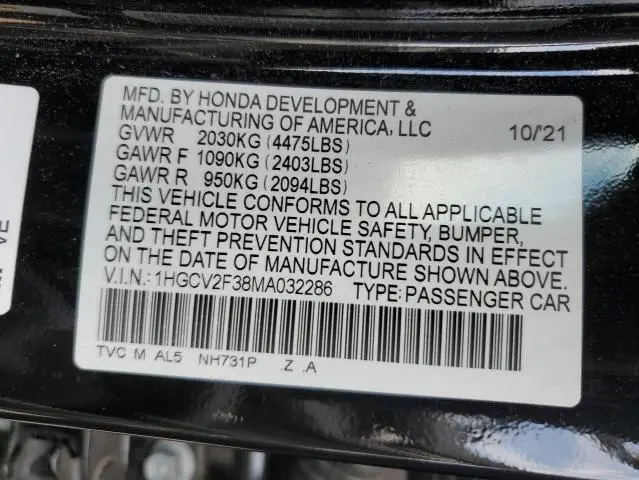 MFD. BY HONDA DEVELOPMENT &
MANUFACTURING OF AMERICA, LLC 10/'21
GVWR 2030KG (4475LBS)
GAWR F 1090KG (2403LBS)
GAWR R 950KG (2094LBS)
THIS VEHICLE CONFORMS TO ALL APPLICABLE
FEDERAL MOTOR VEHICLE SAFETY, BUMPER,
AND THEFT PREVENTION STANDARDS IN EFFECT
ON THE DATE OF MANUFACTURE SHOWN ABOVE.
V.I.N.: 1HGCV2F38MA032286 TYPE: PASSENGER CAR
TVC M AL5 NH731P .Z .A
VE